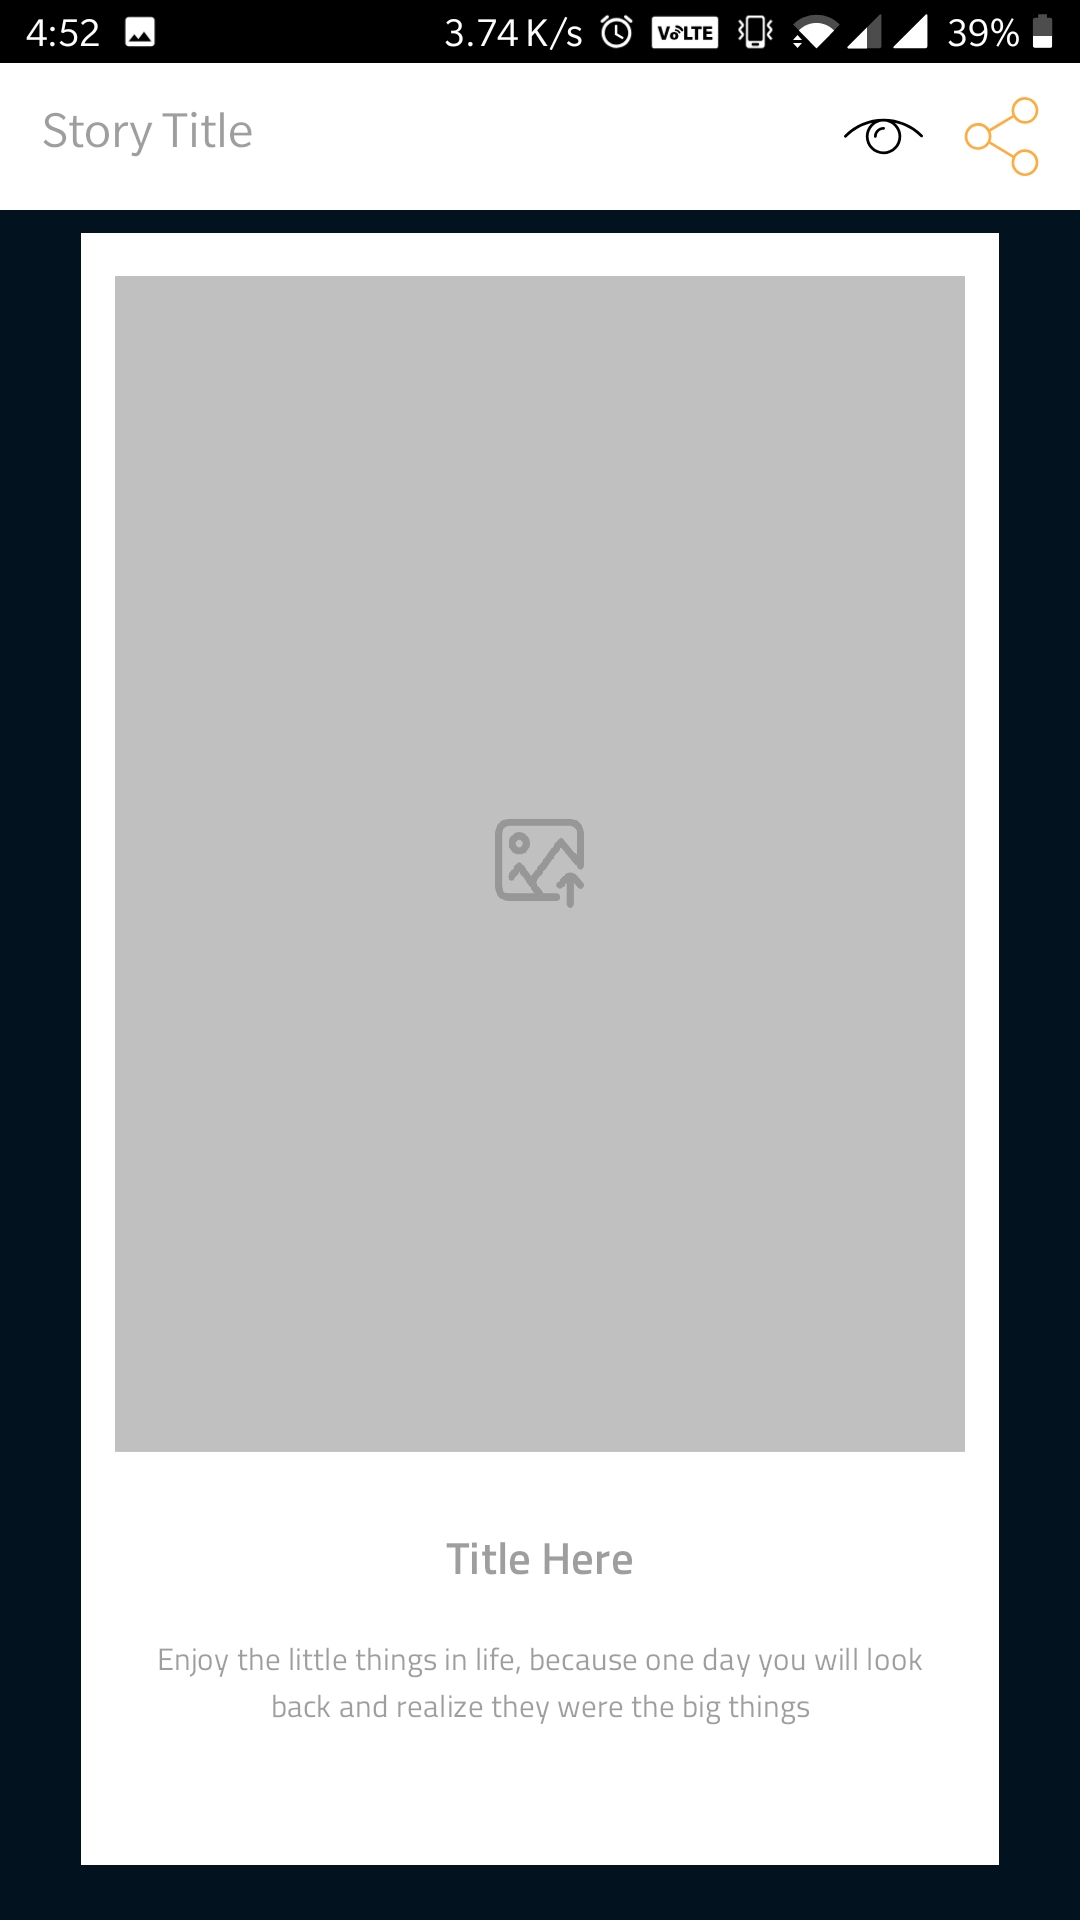 4:52 3.74 K/s VoLTE 39%
Story Title
Title Here
Enjoy the little things in life, because one day you will look
back and realize they were the big things